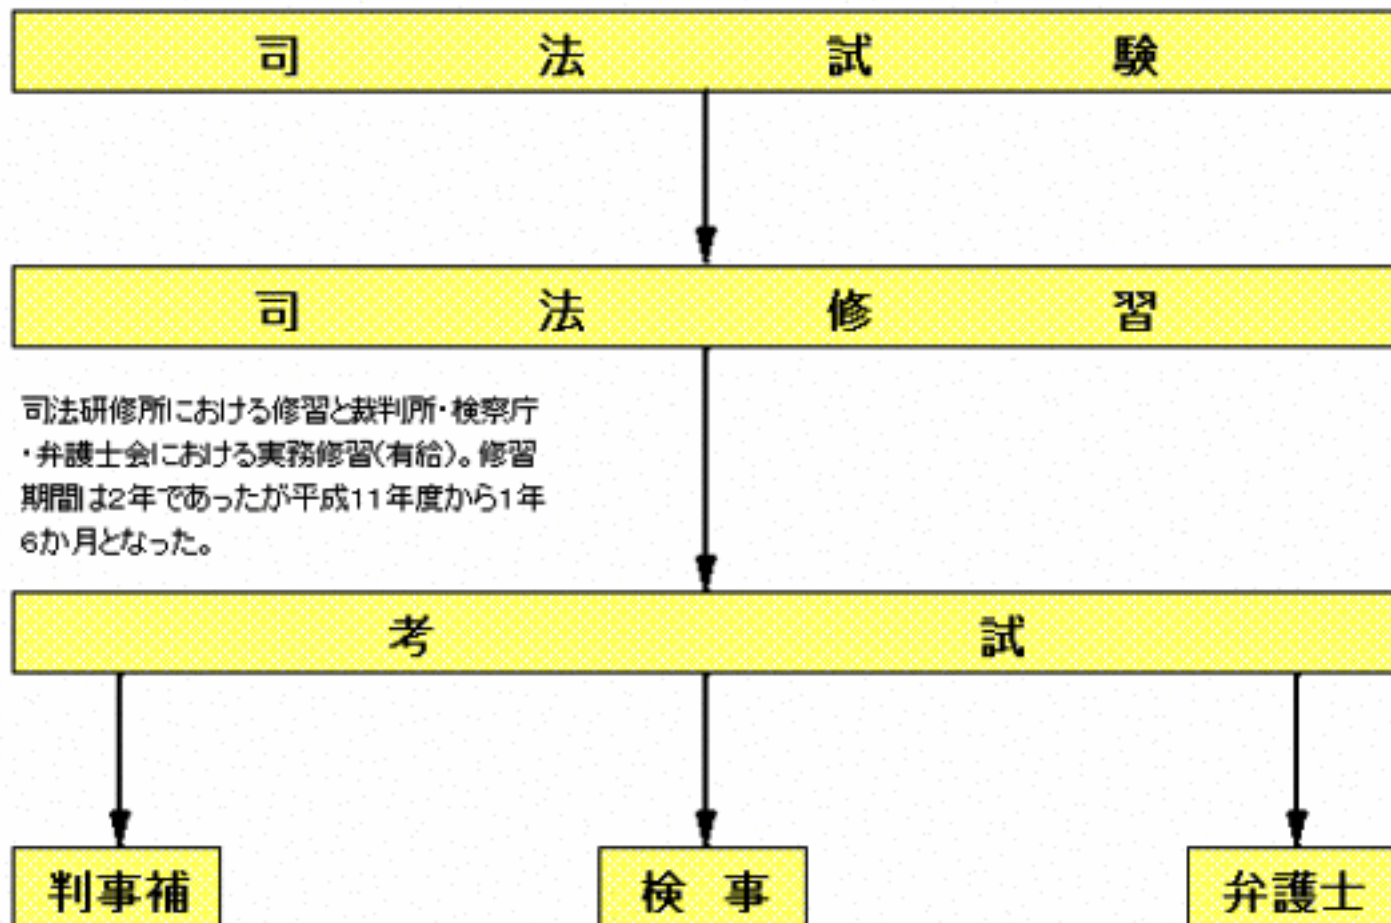 司法試験
司法修習
司法研修所における修習と裁判所・検察庁
・弁護士会における実務修習(有給)。修習
期間は2年であったが平成11年度から1年
6か月となった。
考試
判事補
検事
弁護士